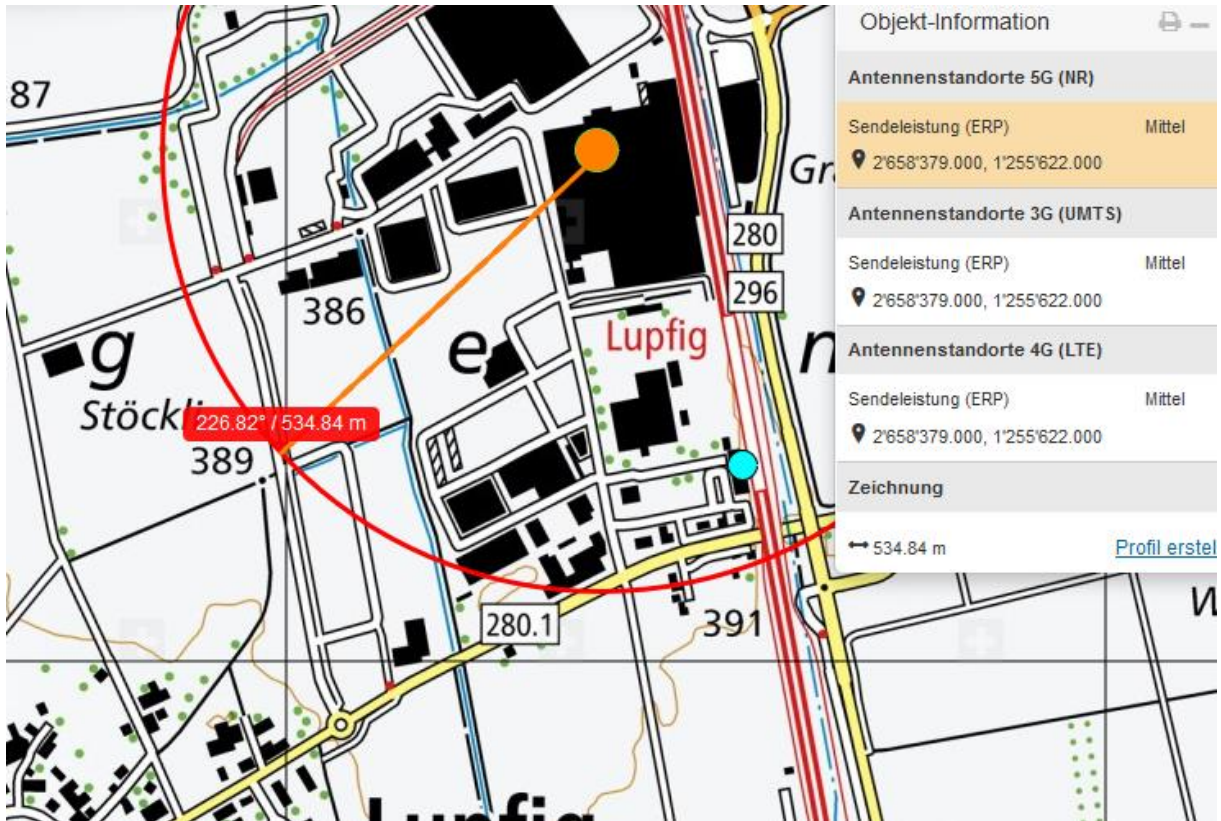 Objekt-Information
Antennenstandorte 5G (NR)
Sendeleistung (ERP) Mittel
2'658'379.000, 1'255'622.000
Antennenstandorte 3G (UMTS)
Sendeleistung (ERP) Mittel
2'658'379.000, 1'255'622.000
Antennenstandorte 4G (LTE)
Sendeleistung (ERP) Mittel
2'658'379.000, 1'255'622.000
Zeichnung
534.84 m Profil erstel
87
Gr
280
296
386
Lupfig
g e n
Stöckli
226.82° / 534.84 m
389
280.1
391
W
Lupfig